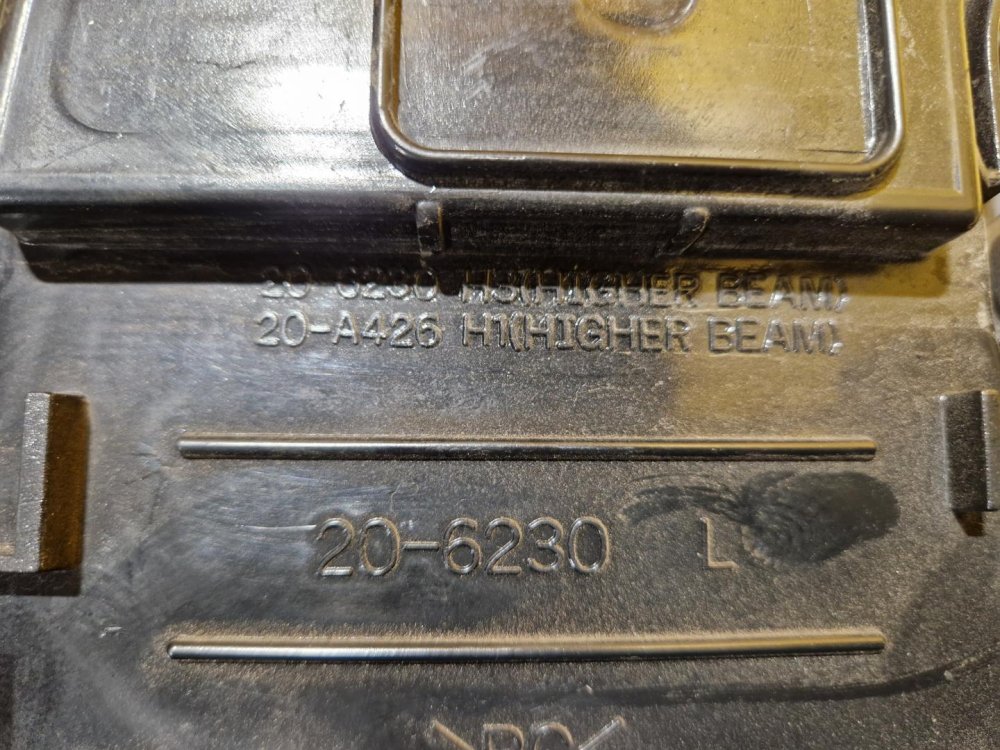 20-6230 H3(HIGHER BEAM)
20-A426 H1(HIGHER BEAM)
20-6230 L